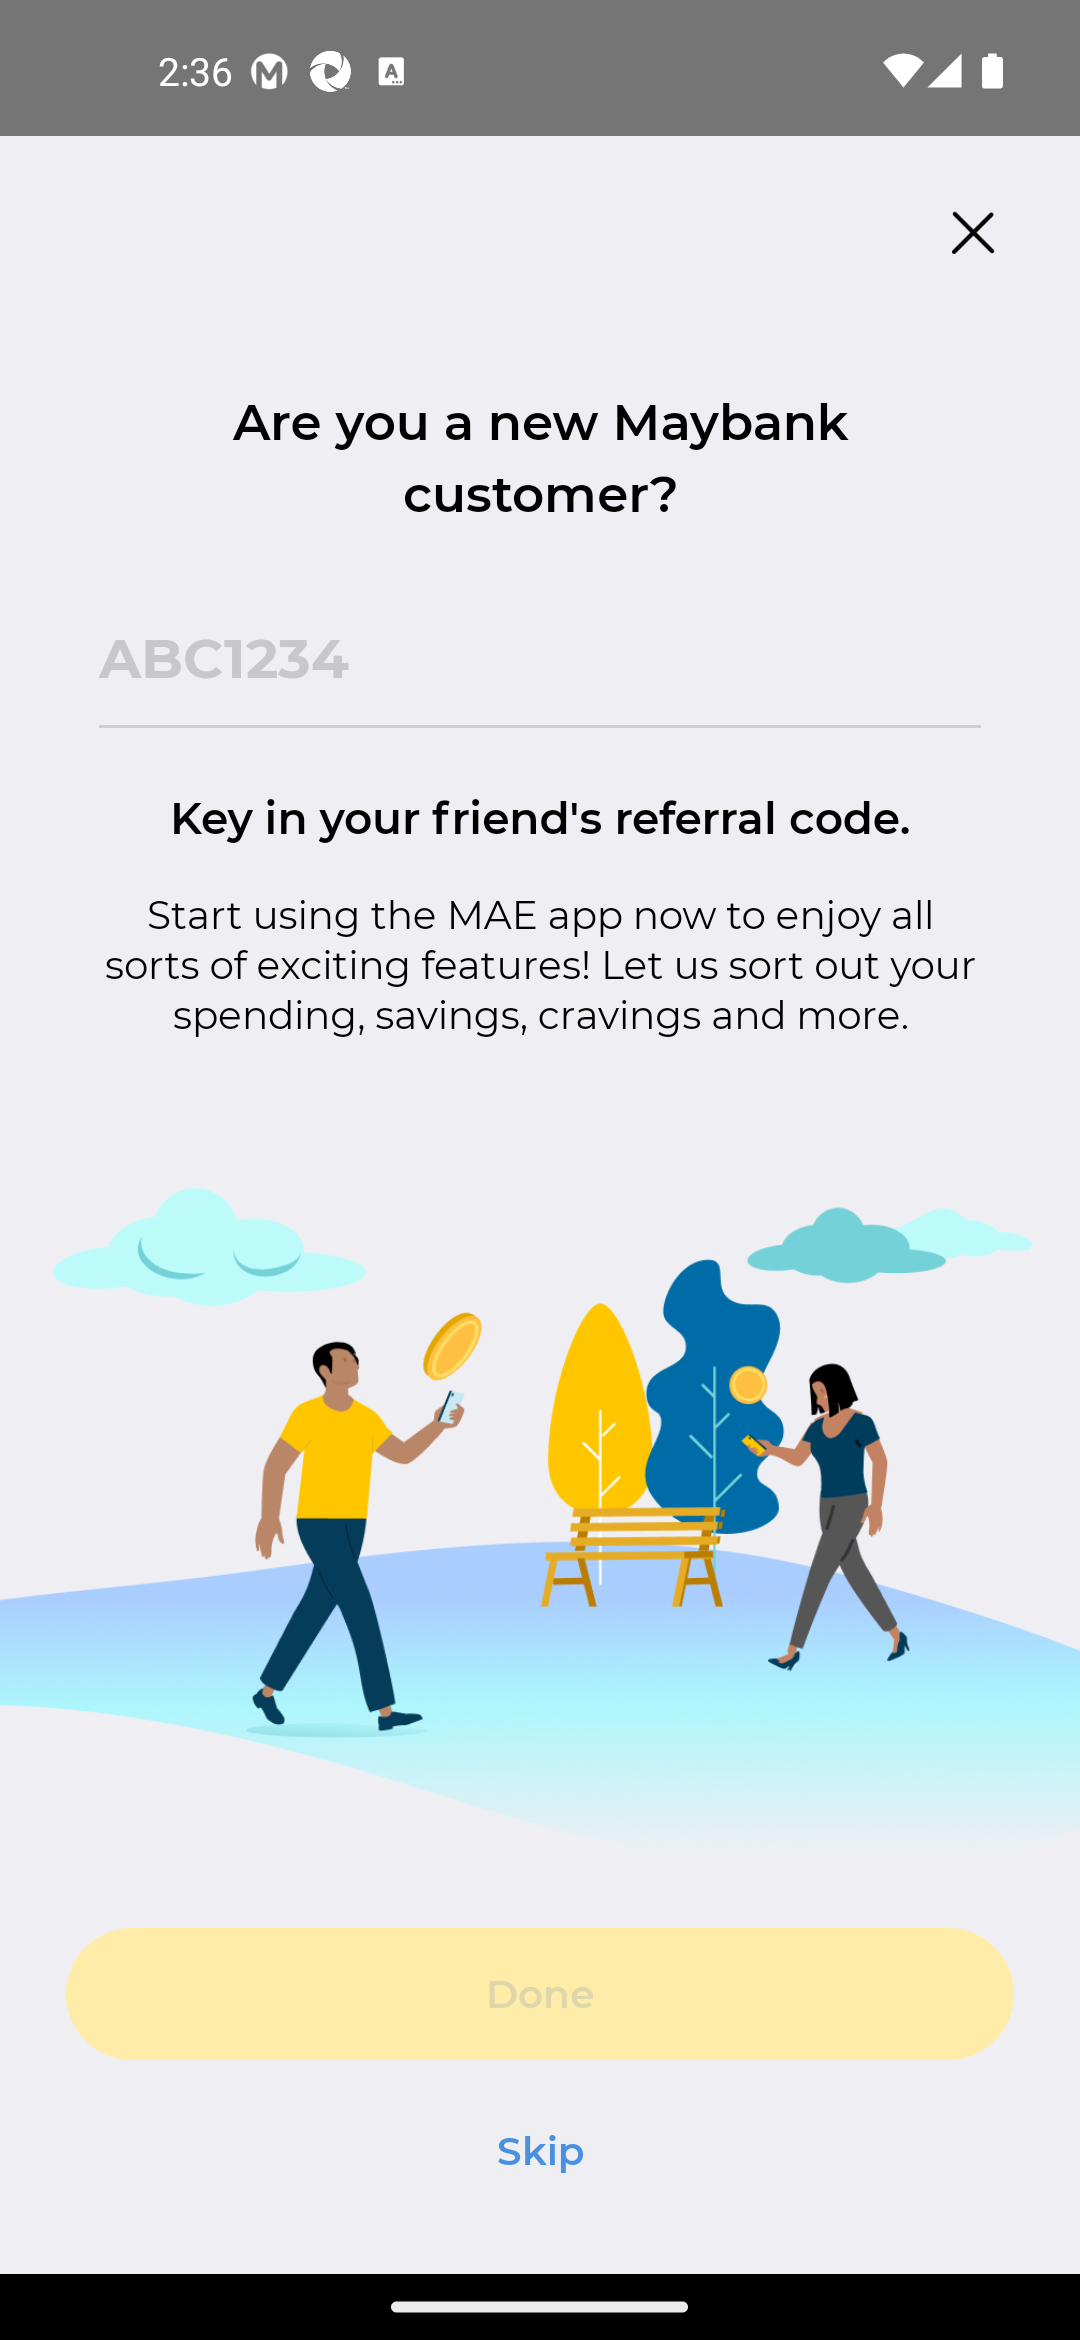 2:36
Are you a new Maybank
customer?
ABC1234
Key in your friend's referral code.
Start using the MAE app now to enjoy all
sorts of exciting features! Let us sort out your
spending, savings, cravings and more.
Done
Skip